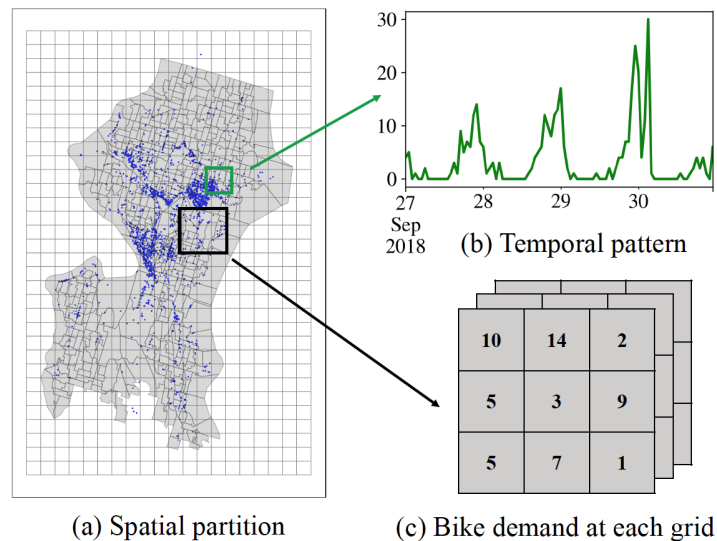 30
20
10
0
27
28
29
30
Sep
2018
(b) Temporal pattern
10 14 2
5 3 9
5 7 1
(a) Spatial partition
(c) Bike demand at each grid